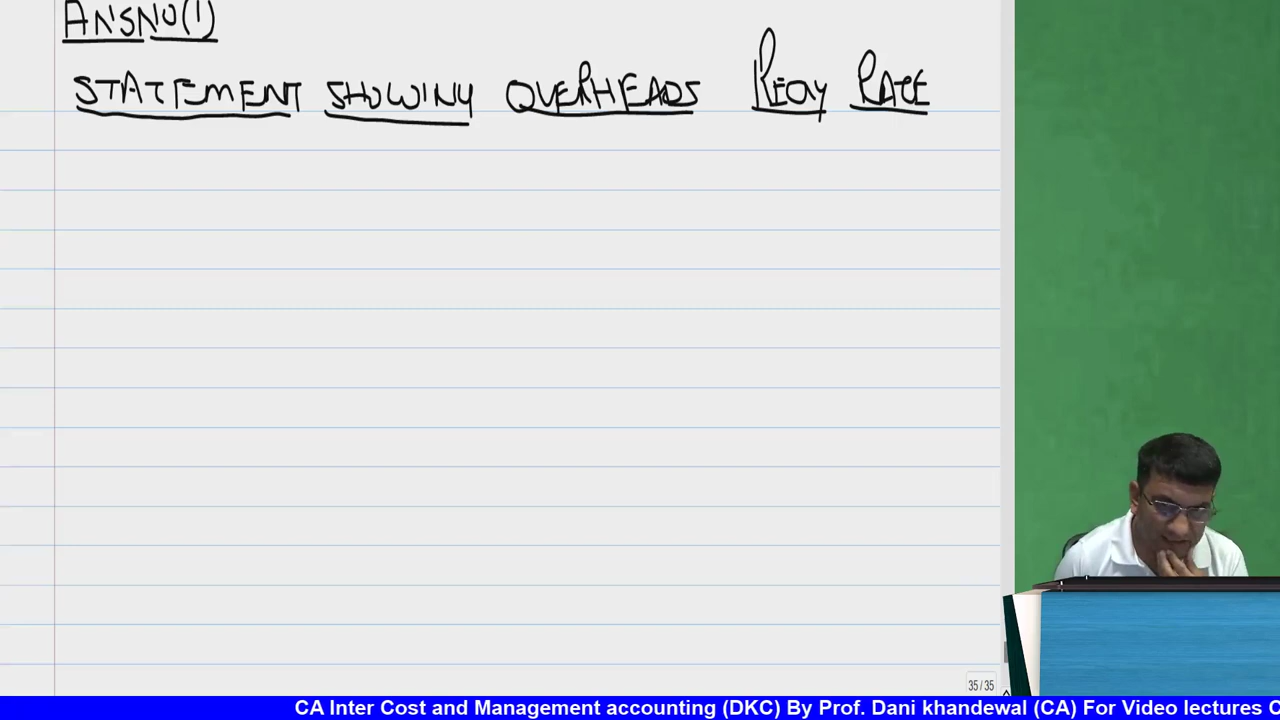 ANSNO(1)
STATEMENT SHOWING OVERHEADS RECOY RATE
35/35
CA Inter Cost and Management accounting (DKC) By Prof. Dani khandewal (CA) For Video lectures C